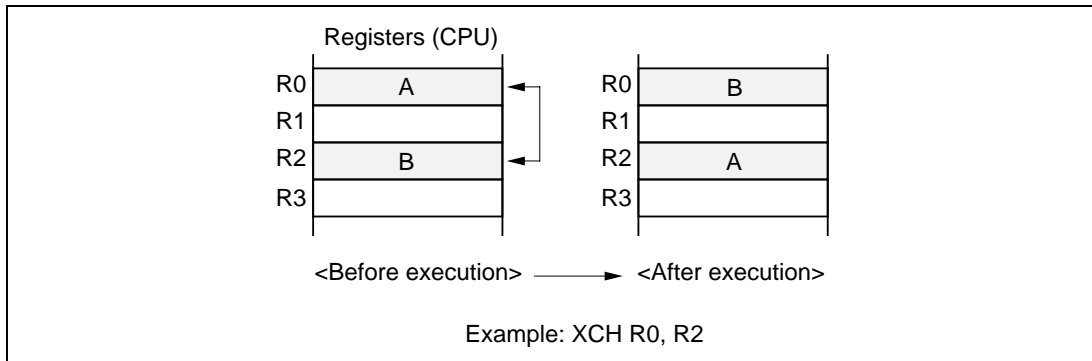 Registers (CPU)
R0 A B R0
R1 R1
R2 B A R2
R3 R3
<Before execution> <After execution>
Example: XCH R0, R2